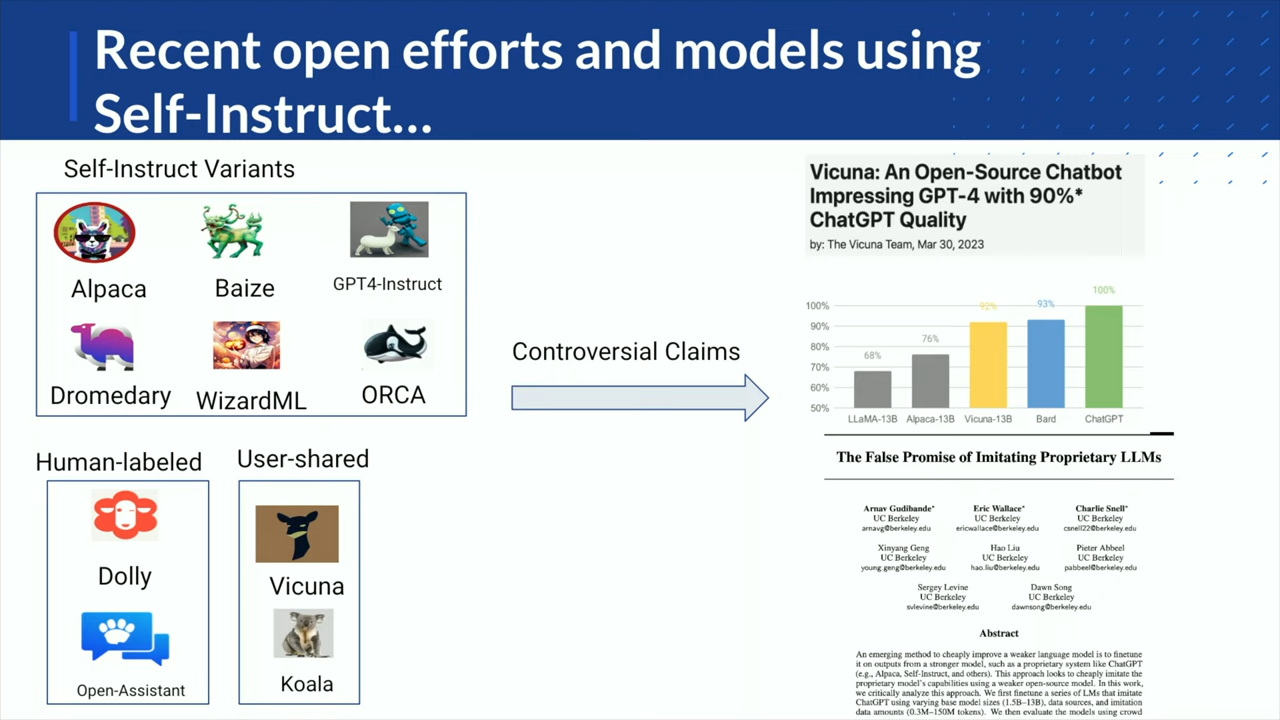 Recent open efforts and models using
Self-Instruct...
Self-Instruct Variants
Alpaca
Baize
GPT4-Instruct
Dromedary
WizardML
ORCA
Human-labeled
Dolly
Open-Assistant
User-shared
Vicuna
Koala
Controversial Claims
Vicuna: An Open-Source Chatbot
Impressing GPT-4 with 90%*
ChatGPT Quality
by: The Vicuna Team, Mar 30, 2023
100%
90%
80%
70%
60%
50%
68%
76%
92%
93%
100%
LLaMA-13B
Alpaca-13B
Vicuna-13B
Bard
ChatGPT
The False Promise of Imitating Proprietary LLMs
Arnav Gudibande*
UC Berkeley
arnavg@berkeley.edu
Eric Wallace*
UC Berkeley
ericwallace@berkeley.edu
Charlie Snell*
UC Berkeley
csnell22@berkeley.edu
Xinyang Geng
UC Berkeley
young.geng@berkeley.edu
Hao Liu
UC Berkeley
hao.liu@berkeley.edu
Pieter Abbeel
UC Berkeley
pabbeel@berkeley.edu
Sergey Levine
UC Berkeley
svlevine@berkeley.edu
Dawn Song
UC Berkeley
dawnsong@berkeley.edu
Abstract
An emerging method to cheaply improve a weaker language model is to finetune
it on outputs from a stronger model, such as a proprietary system like ChatGPT
(e.g., Alpaca, Self-Instruct, and others). This approach looks to cheaply imitate the
proprietary model's capabilities using a weaker open-source model. In this work,
we critically analyze this approach. We first finetune a series of LMs that imitate
ChatGPT using varying base model sizes (1.5B–13B), data sources, and imitation
data amounts (0.3M–150M tokens). We then evaluate the models using crowd